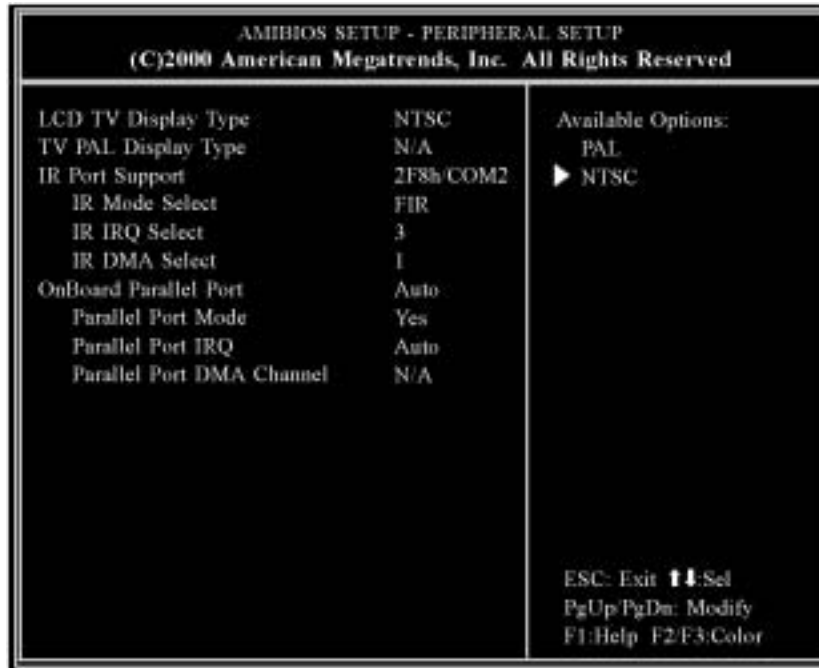 AMIBIOS SETUP - PERIPHERAL SETUP
(C)2000 American Megatrends, Inc. All Rights Reserved
LCD TV Display Type NTSC
TV PAL Display Type N/A
IR Port Support 2F8h/COM2
IR Mode Select FIR
IR IRQ Select 3
IR DMA Select 1
OnBoard Parallel Port Auto
Parallel Port Mode Yes
Parallel Port IRQ Auto
Parallel Port DMA Channel N/A
Available Options:
PAL
▶ NTSC
ESC: Exit ⬆⬇:Sel
PgUp/PgDn: Modify
F1:Help F2/F3:Color